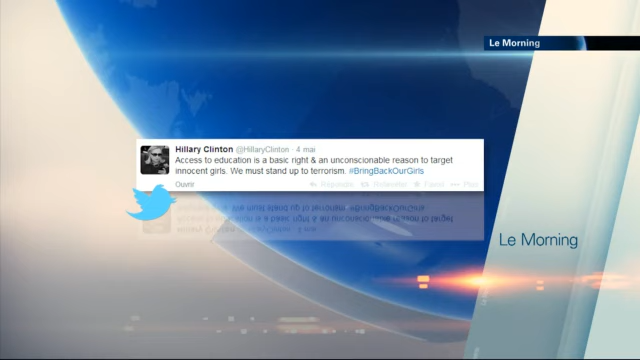 Le Morning
Hillary Clinton @HillaryClinton · 4 mai
Access to education is a basic right & an unconscionable reason to target
innocent girls. We must stand up to terrorism. #BringBackOurGirls
Ouvrir
Répondre Retweeter Favori Plus
Le Morning